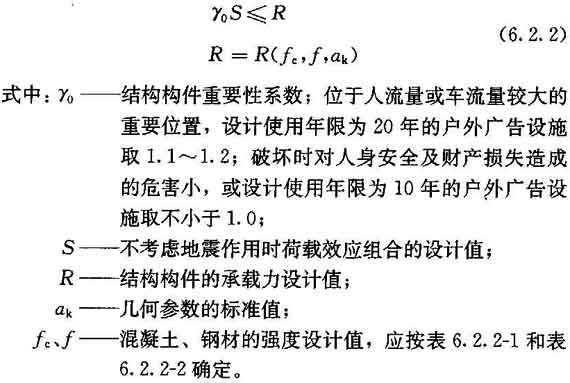 γ₀S≤R
(6.2.2)
R=R(f_c,f,a_k)
式中：γ₀——结构构件重要性系数；位于人流量或车流量较大的
重要位置，设计使用年限为 20 年的户外广告设施
取 1.1～1.2；破坏时对人身安全及财产损失造成
的危害小，或设计使用年限为 10 年的户外广告设
施取不小于 1.0；
S——不考虑地震作用时荷载效应组合的设计值；
R——结构构件的承载力设计值；
a_k——几何参数的标准值；
f_c、f——混凝土、钢材的强度设计值，应按表 6.2.2-1 和表
6.2.2-2 确定。